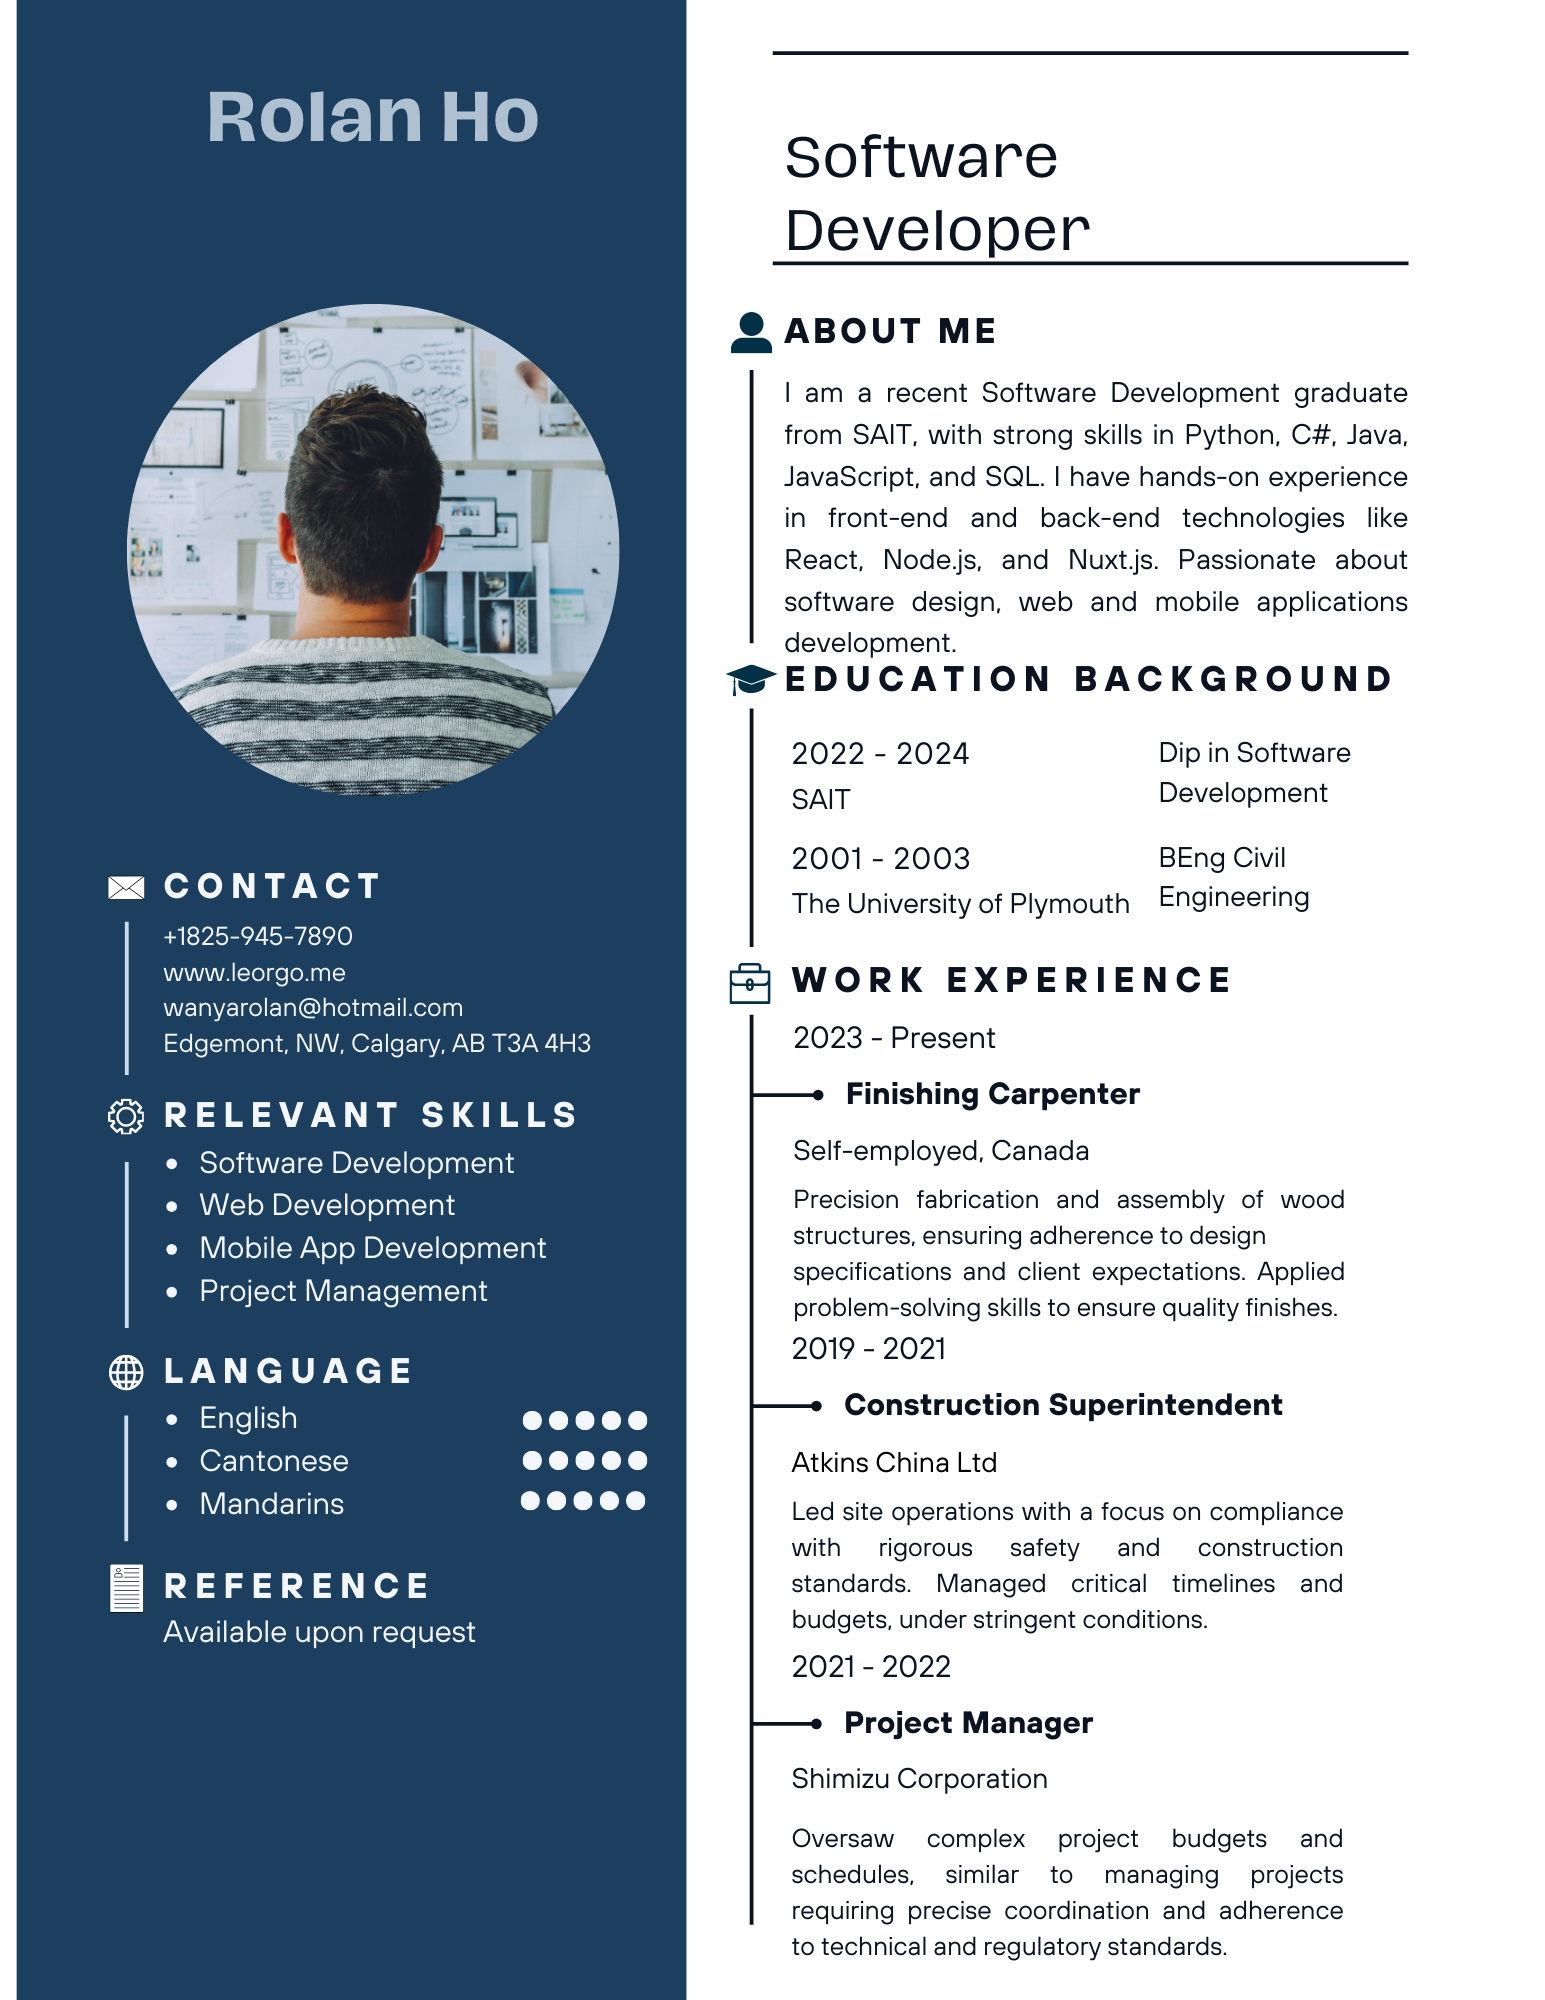 Rolan Ho
CONTACT
+1825-945-7890
www.leorgo.me
wanyarolan@hotmail.com
Edgemont, NW, Calgary, AB T3A 4H3
RELEVANT SKILLS
• Software Development
• Web Development
• Mobile App Development
• Project Management
LANGUAGE
• English
• Cantonese
• Mandarins
REFERENCE
Available upon request
Software
Developer
ABOUT ME
I am a recent Software Development graduate
from SAIT, with strong skills in Python, C#, Java,
JavaScript, and SQL. I have hands-on experience
in front-end and back-end technologies like
React, Node.js, and Nuxt.js. Passionate about
software design, web and mobile applications
development.
EDUCATION BACKGROUND
2022 - 2024
SAIT
Dip in Software
Development
2001 - 2003
The University of Plymouth
BEng Civil
Engineering
WORK EXPERIENCE
2023 - Present
Finishing Carpenter
Self-employed, Canada
Precision fabrication and assembly of wood
structures, ensuring adherence to design
specifications and client expectations. Applied
problem-solving skills to ensure quality finishes.
2019 - 2021
Construction Superintendent
Atkins China Ltd
Led site operations with a focus on compliance
with rigorous safety and construction
standards. Managed critical timelines and
budgets, under stringent conditions.
2021 - 2022
Project Manager
Shimizu Corporation
Oversaw complex project budgets and
schedules, similar to managing projects
requiring precise coordination and adherence
to technical and regulatory standards.